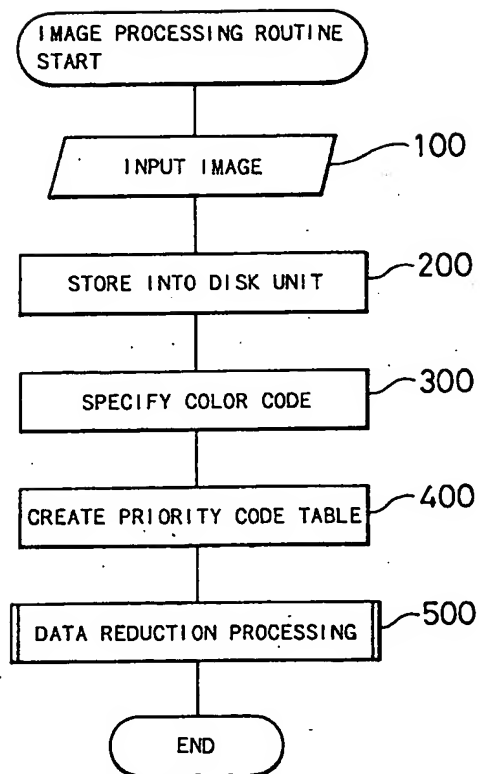 IMAGE PROCESSING ROUTINE
START
INPUT IMAGE
100
STORE INTO DISK UNIT
200
SPECIFY COLOR CODE
300
CREATE PRIORITY CODE TABLE
400
DATA REDUCTION PROCESSING
500
END